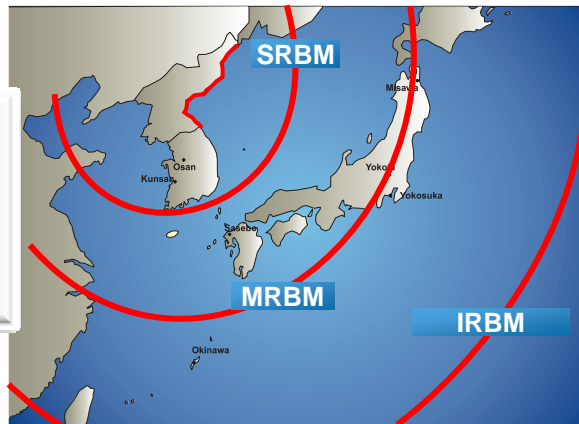 SRBM
Misawa
Osan
Kunsan
Yokota
Yokosuka
Sasebo
MRBM
IRBM
Okinawa